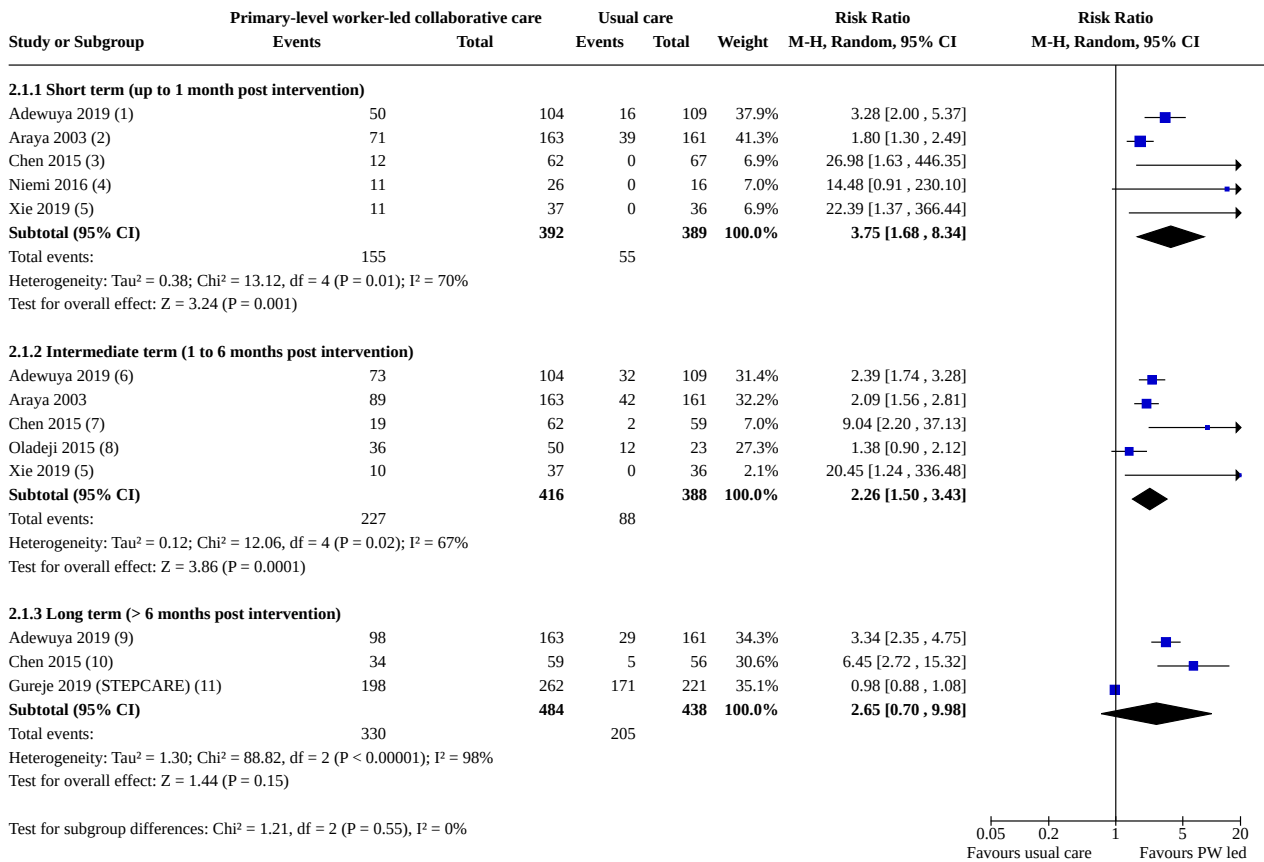 Primary-level worker-led collaborative care Usual care Risk Ratio Risk Ratio
Study or Subgroup Events Total Events Total Weight M-H, Random, 95% CI M-H, Random, 95% CI
2.1.1 Short term (up to 1 month post intervention)
Adewuya 2019 (1) 50 104 16 109 37.9% 3.28 [2.00 , 5.37]
Araya 2003 (2) 71 163 39 161 41.3% 1.80 [1.30 , 2.49]
Chen 2015 (3) 12 62 0 67 6.9% 26.98 [1.63 , 446.35]
Niemi 2016 (4) 11 26 0 16 7.0% 14.48 [0.91 , 230.10]
Xie 2019 (5) 11 37 0 36 6.9% 22.39 [1.37 , 366.44]
Subtotal (95% CI) 392 389 100.0% 3.75 [1.68 , 8.34]
Total events: 155 55
Heterogeneity: Tau² = 0.38; Chi² = 13.12, df = 4 (P = 0.01); I² = 70%
Test for overall effect: Z = 3.24 (P = 0.001)
2.1.2 Intermediate term (1 to 6 months post intervention)
Adewuya 2019 (6) 73 104 32 109 31.4% 2.39 [1.74 , 3.28]
Araya 2003 89 163 42 161 32.2% 2.09 [1.56 , 2.81]
Chen 2015 (7) 19 62 2 59 7.0% 9.04 [2.20 , 37.13]
Oladeji 2015 (8) 36 50 12 23 27.3% 1.38 [0.90 , 2.12]
Xie 2019 (5) 10 37 0 36 2.1% 20.45 [1.24 , 336.48]
Subtotal (95% CI) 416 388 100.0% 2.26 [1.50 , 3.43]
Total events: 227 88
Heterogeneity: Tau² = 0.12; Chi² = 12.06, df = 4 (P = 0.02); I² = 67%
Test for overall effect: Z = 3.86 (P = 0.0001)
2.1.3 Long term (> 6 months post intervention)
Adewuya 2019 (9) 98 163 29 161 34.3% 3.34 [2.35 , 4.75]
Chen 2015 (10) 34 59 5 56 30.6% 6.45 [2.72 , 15.32]
Gureje 2019 (STEPCARE) (11) 198 262 171 221 35.1% 0.98 [0.88 , 1.08]
Subtotal (95% CI) 484 438 100.0% 2.65 [0.70 , 9.98]
Total events: 330 205
Heterogeneity: Tau² = 1.30; Chi² = 88.82, df = 2 (P < 0.00001); I² = 98%
Test for overall effect: Z = 1.44 (P = 0.15)
Test for subgroup differences: Chi² = 1.21, df = 2 (P = 0.55), I² = 0%
0.05 0.2 1 5 20
Favours usual care Favours PW led